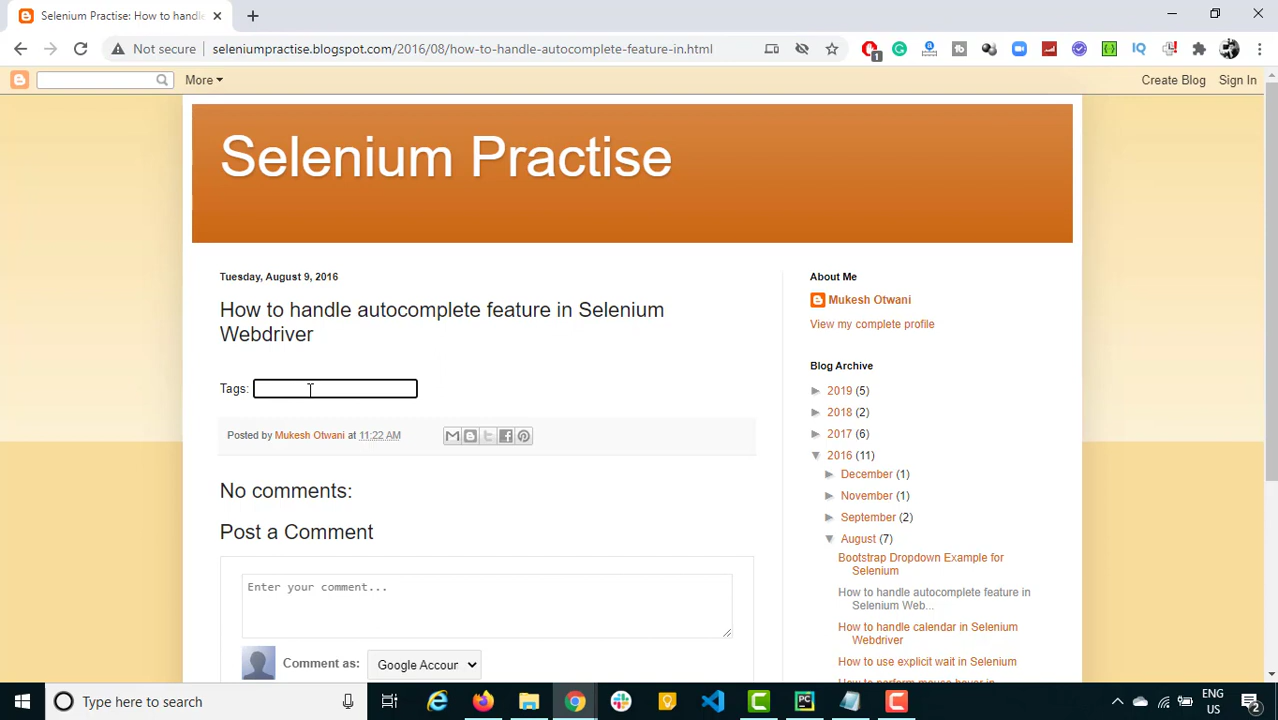 Selenium Practise: How to handle
Not secure
seleniumpractise.blogspot.com/2016/08/how-to-handle-autocomplete-feature-in.html
1
IQ
More
Create Blog
Sign In
Selenium Practise
Tuesday, August 9, 2016
How to handle autocomplete feature in Selenium
Webdriver
Tags:
Posted by Mukesh Otwani at 11:22 AM
No comments:
Post a Comment
Enter your comment...
Comment as:
Google Accour
About Me
Mukesh Otwani
View my complete profile
Blog Archive
► 2019 (5)
► 2018 (2)
► 2017 (6)
▼ 2016 (11)
► December (1)
► November (1)
► September (2)
▼ August (7)
Bootstrap Dropdown Example for
Selenium
How to handle autocomplete feature in
Selenium Web...
How to handle calendar in Selenium
Webdriver
How to use explicit wait in Selenium
Type here to search
PC
ENG
US
2